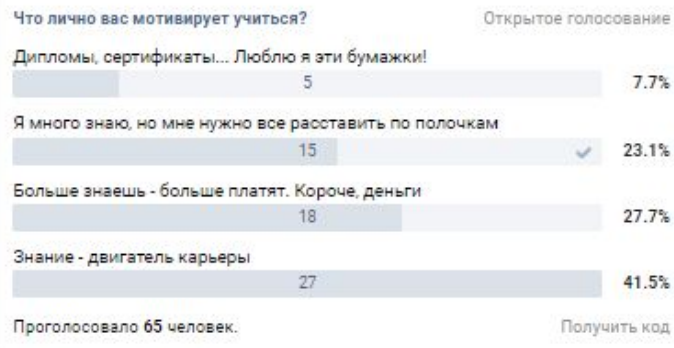 Что лично вас мотивирует учиться? Открытое голосование
Дипломы, сертификаты... Люблю я эти бумажки!
5 7.7%
Я много знаю, но мне нужно все расставить по полочкам
15 23.1%
Больше знаешь - больше платят. Короче, деньги
18 27.7%
Знание - двигатель карьеры
27 41.5%
Проголосовало 65 человек. Получить код